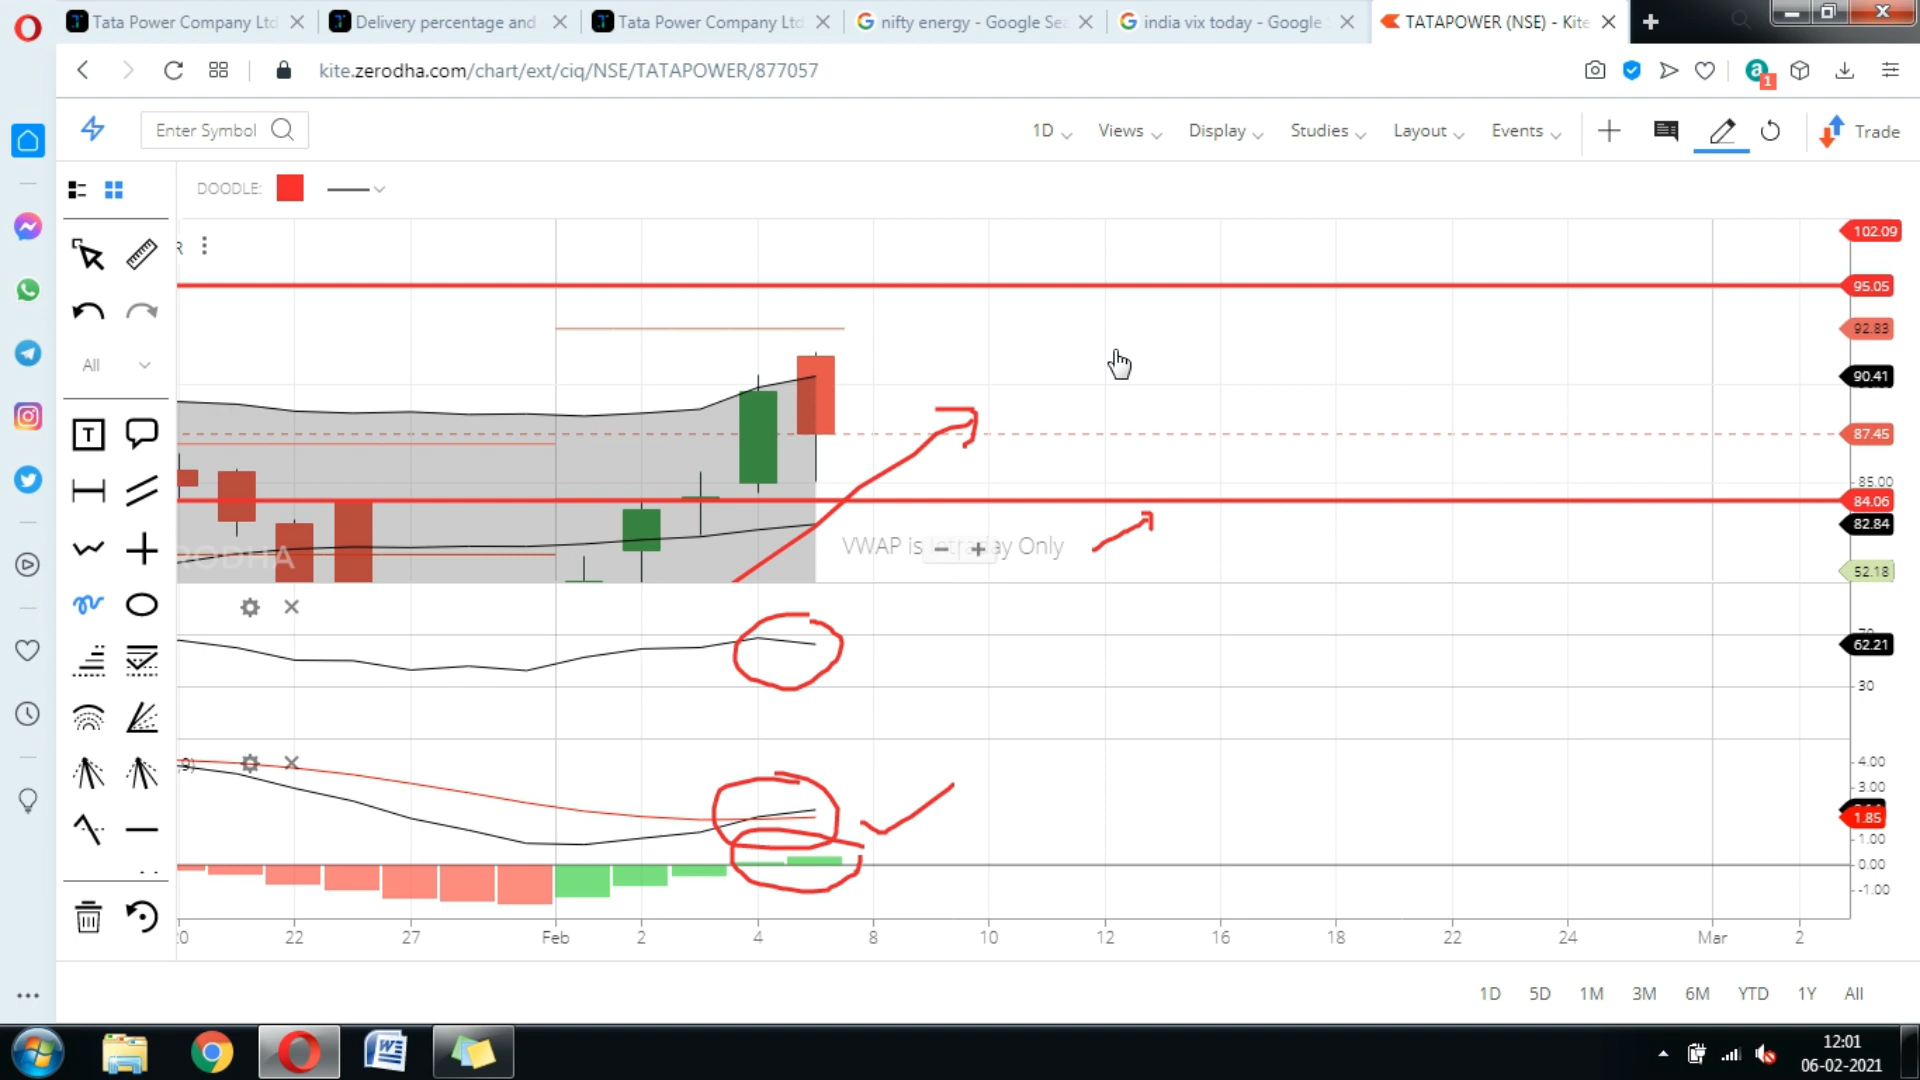 Tata Power Company Ltd
Delivery percentage and
Tata Power Company Ltd
nifty energy - Google Sea
india vix today - Google
TATAPOWER (NSE) - Kite
kite.zerodha.com/chart/ext/ciq/NSE/TATAPOWER/877057
1
Enter Symbol
1D
Views
Display
Studies
Layout
Events
Trade
DOODLE:
R
102.09
95.05
92.83
90.41
All
87.45
T
85.00
84.06
82.84
VWAP is Intraday Only
52.18
62.21
30
,9)
4.00
3.00
1.85
1.00
0.00
-1.00
20
22
27
Feb
2
4
8
10
12
16
18
22
24
Mar
2
1D
5D
1M
3M
6M
YTD
1Y
All
12:01
06-02-2021